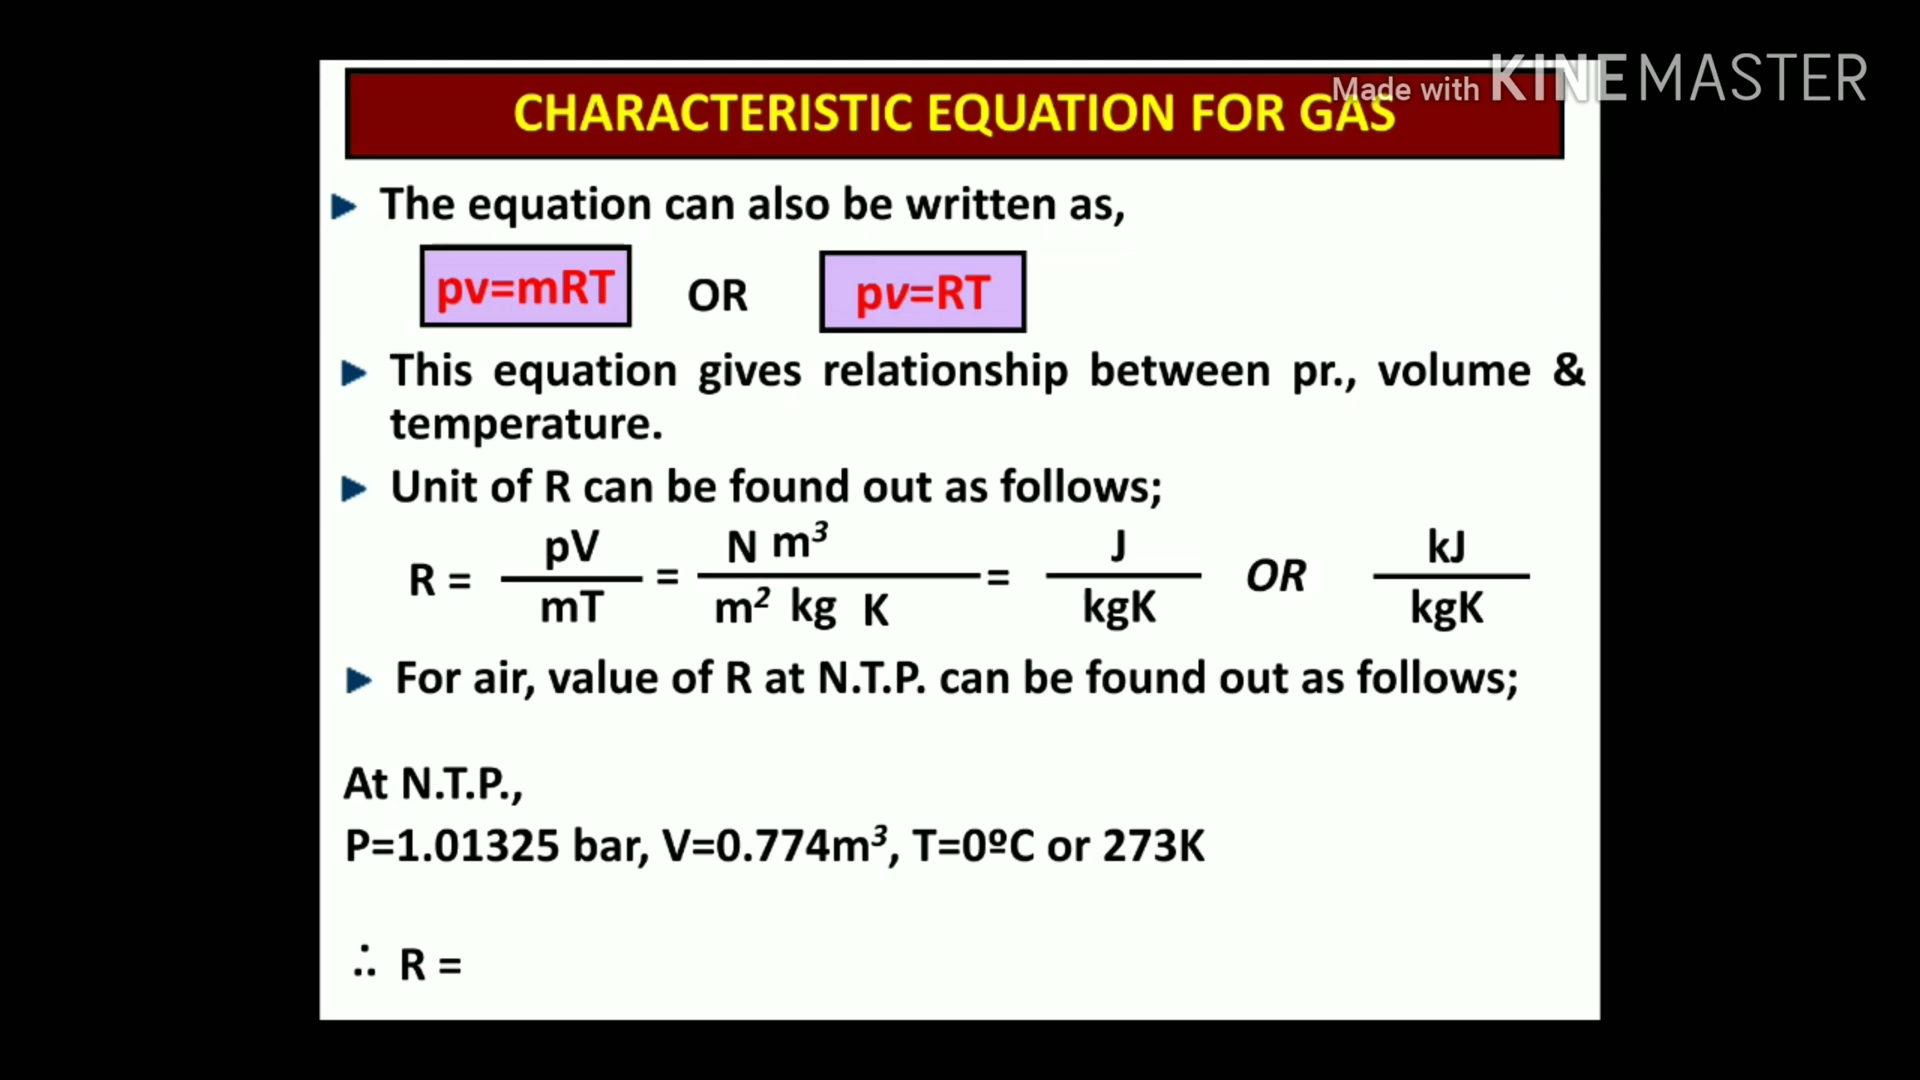 Made with KINEMASTER
CHARACTERISTIC EQUATION FOR GAS
The equation can also be written as,
pv=mRT OR pv=RT
This equation gives relationship between pr., volume &
temperature.
Unit of R can be found out as follows;
R = pV / mT = N m³ / m² kg K = J / kgK OR kJ / kgK
For air, value of R at N.T.P. can be found out as follows;
At N.T.P.,
P=1.01325 bar, V=0.774m³, T=0ºC or 273K
∴ R =